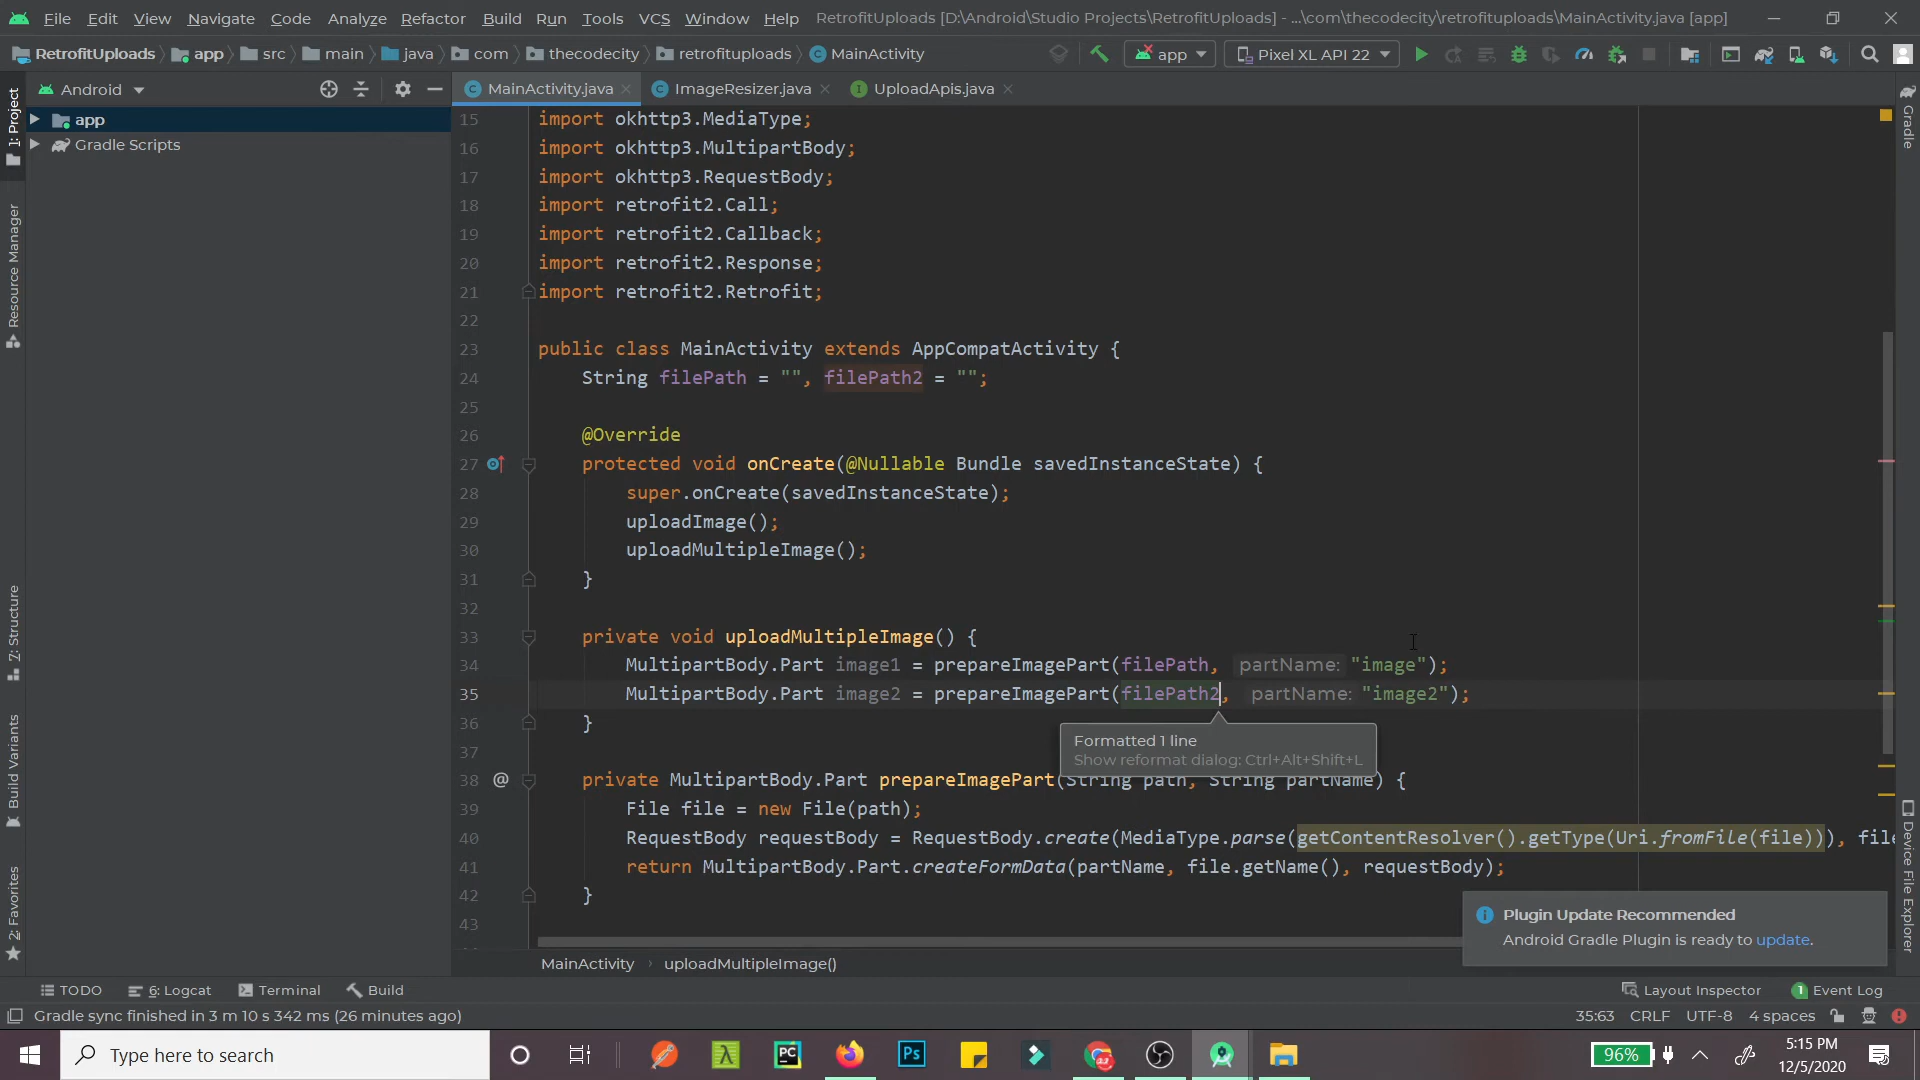 File Edit View Navigate Code Analyze Refactor Build Run Tools VCS Window Help RetrofitUploads [D:\Android\Studio Projects\RetrofitUploads] - ...\com\thecodecity\retrofituploads\MainActivity.java [app]
RetrofitUploads app src main java com thecodecity retrofituploads MainActivity app Pixel XL API 22
Android
MainActivity.java ImageResizer.java UploadApis.java
app
Gradle Scripts
1: Project
Resource Manager
Z: Structure
Build Variants
2: Favorites
Gradle
Device File Explorer
15 import okhttp3.MediaType;
16 import okhttp3.MultipartBody;
17 import okhttp3.RequestBody;
18 import retrofit2.Call;
19 import retrofit2.Callback;
20 import retrofit2.Response;
21 import retrofit2.Retrofit;
22
23 public class MainActivity extends AppCompatActivity {
24 String filePath = "", filePath2 = "";
25
26 @Override
27 protected void onCreate(@Nullable Bundle savedInstanceState) {
28 super.onCreate(savedInstanceState);
29 uploadImage();
30 uploadMultipleImage();
31 }
32
33 private void uploadMultipleImage() {
34 MultipartBody.Part image1 = prepareImagePart(filePath, partName: "image");
35 MultipartBody.Part image2 = prepareImagePart(filePath2, partName: "image2");
36 }
Formatted 1 line
Show reformat dialog: Ctrl+Alt+Shift+L
37
38 @ private MultipartBody.Part prepareImagePart(String path, String partName) {
39 File file = new File(path);
40 RequestBody requestBody = RequestBody.create(MediaType.parse(getContentResolver().getType(Uri.fromFile(file))), file
41 return MultipartBody.Part.createFormData(partName, file.getName(), requestBody);
42 }
43
Plugin Update Recommended
Android Gradle Plugin is ready to update.
MainActivity uploadMultipleImage()
TODO 6: Logcat Terminal Build Layout Inspector 1 Event Log
Gradle sync finished in 3 m 10 s 342 ms (26 minutes ago) 35:63 CRLF UTF-8 4 spaces
Type here to search
PC
Ps
96%
5:15 PM
12/5/2020